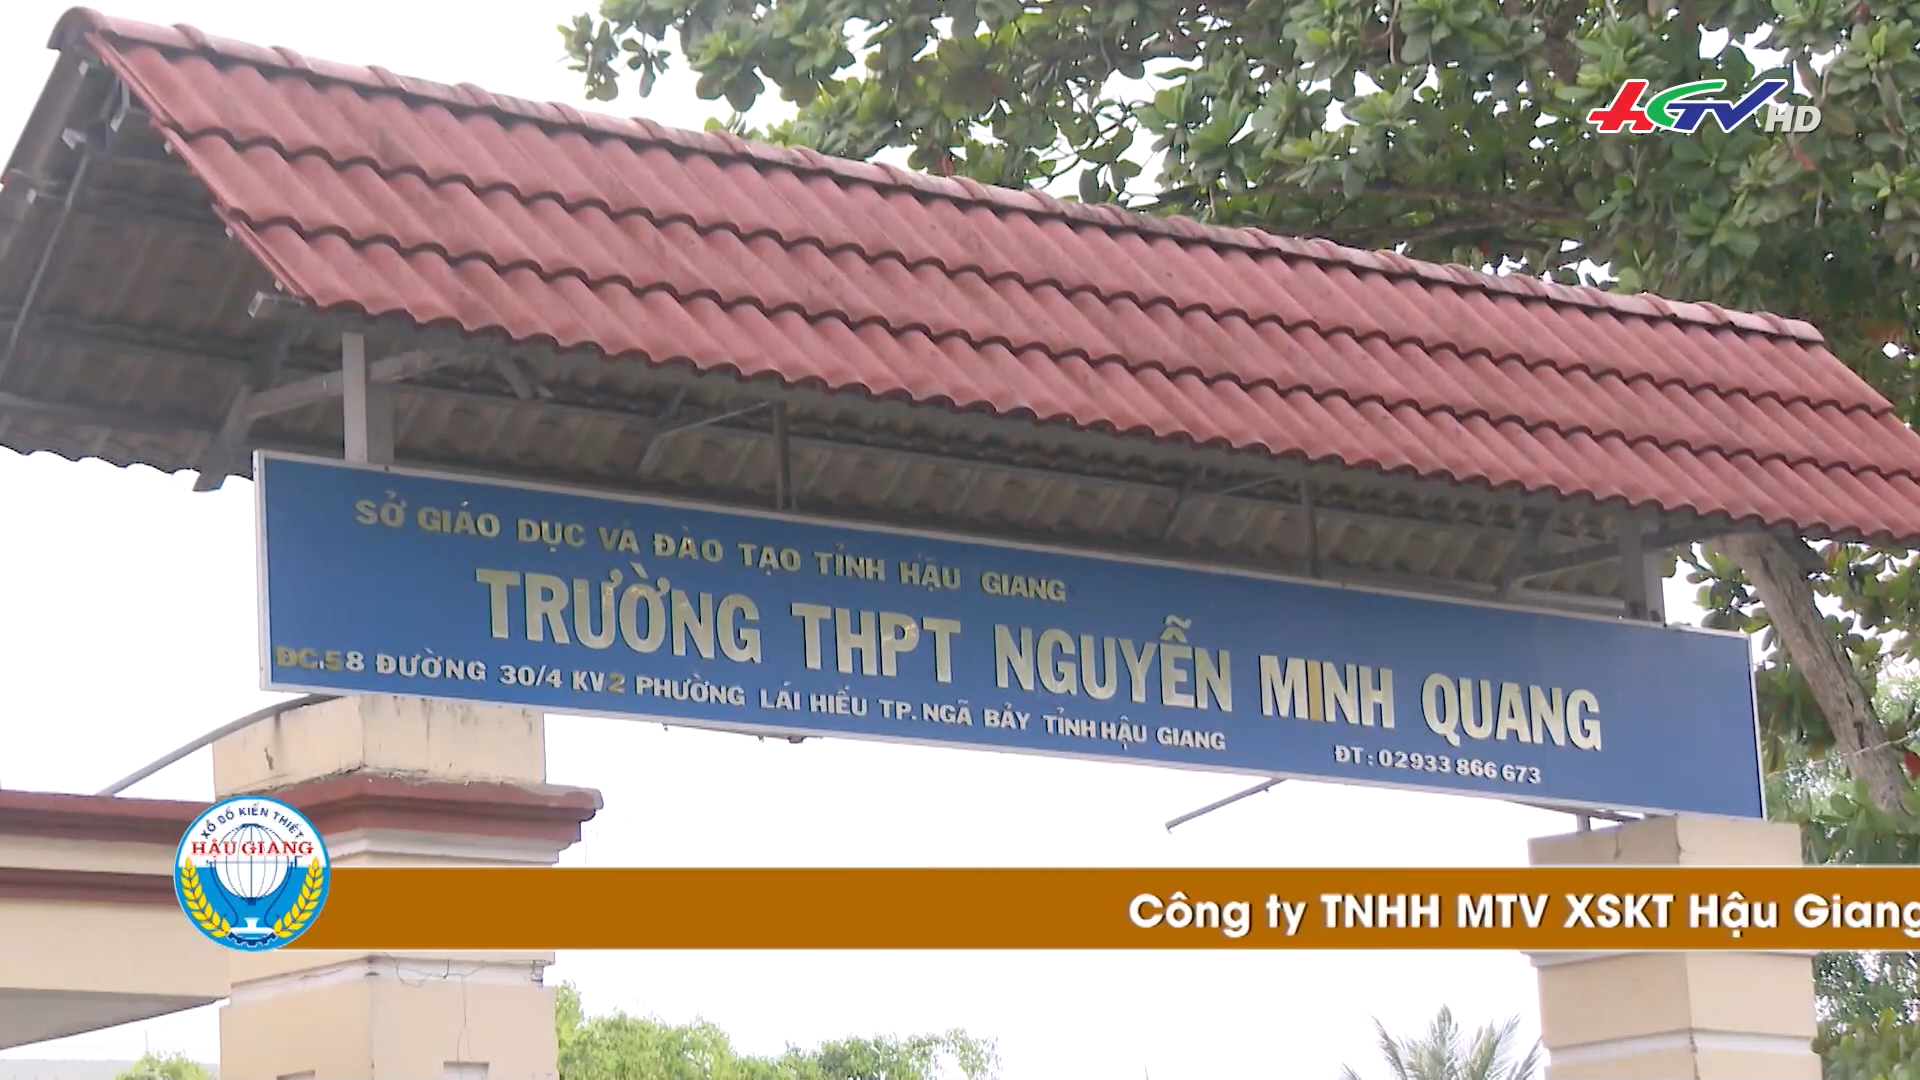 HGTV HD
SỞ GIÁO DỤC VÀ ĐÀO TẠO TỈNH HẬU GIANG
TRƯỜNG THPT NGUYỄN MINH QUANG
ĐC.58 ĐƯỜNG 30/4 KV2 PHƯỜNG LÁI HIẾU TP.NGÃ BẢY TỈNH HẬU GIANG
ĐT: 02933 866 673
XỔ SỐ KIẾN THIẾT
HẬU GIANG
Công ty TNHH MTV XSKT Hậu Giang